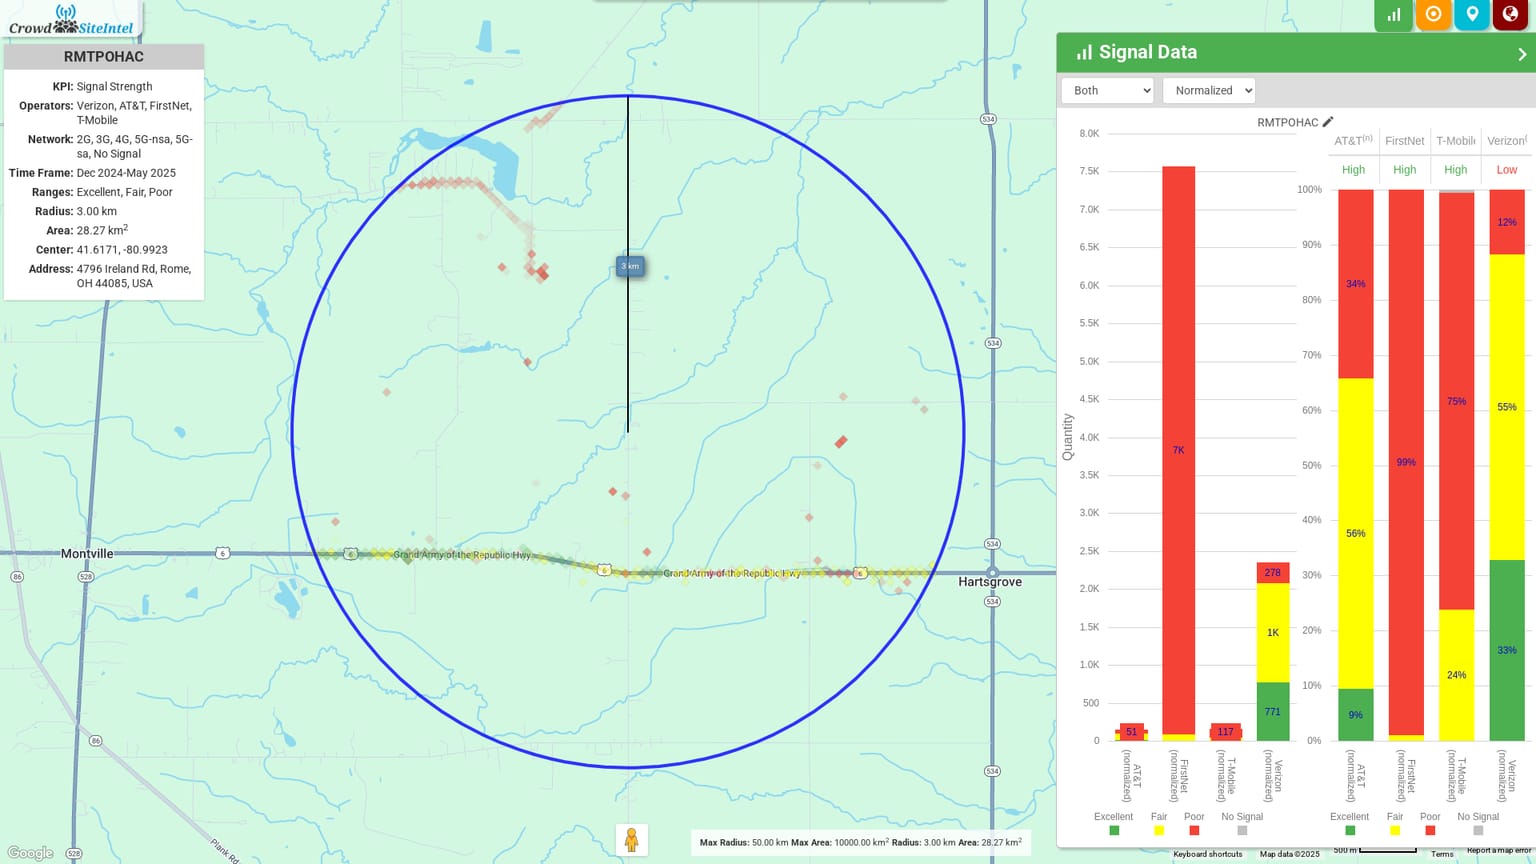 Crowd SiteIntel
RMTPOHAC
KPI: Signal Strength
Operators: Verizon, AT&T, FirstNet,
T-Mobile
Network: 2G, 3G, 4G, 5G-nsa, 5G-
sa, No Signal
Time Frame: Dec 2024-May 2025
Ranges: Excellent, Fair, Poor
Radius: 3.00 km
Area: 28.27 km²
Center: 41.6171, -80.9923
Address: 4796 Ireland Rd, Rome,
OH 44085, USA
3 km
534
534
534
534
534
Montville
6
6
Grand Army of the Republic Hwy
6
Grand Army of the Republic Hwy
6
Hartsgrove
86
528
86
528
Plank Rd
Google
Max Radius: 50.00 km Max Area: 10000.00 km² Radius: 3.00 km Area: 28.27 km²
Signal Data
Both
Normalized
RMTPOHAC
Quantity
8.0K
7.5K
7.0K
6.5K
6.0K
5.5K
5.0K
4.5K
4.0K
3.5K
3.0K
2.5K
2.0K
1.5K
1.0K
500
0
51
7K
117
278
1K
771
AT&T
(normalized)
FirstNet
(normalized)
T-Mobile
(normalized)
Verizon
(normalized)
Excellent Fair Poor No Signal
AT&T(n) FirstNet T-Mobile Verizon(
High High High Low
100%
90%
80%
70%
60%
50%
40%
30%
20%
10%
0%
34%
56%
9%
99%
75%
24%
12%
55%
33%
AT&T
(normalized)
FirstNet
(normalized)
T-Mobile
(normalized)
Verizon
(normalized)
Excellent Fair Poor No Signal
Keyboard shortcuts Map data ©2025 500 m Terms Report a map error